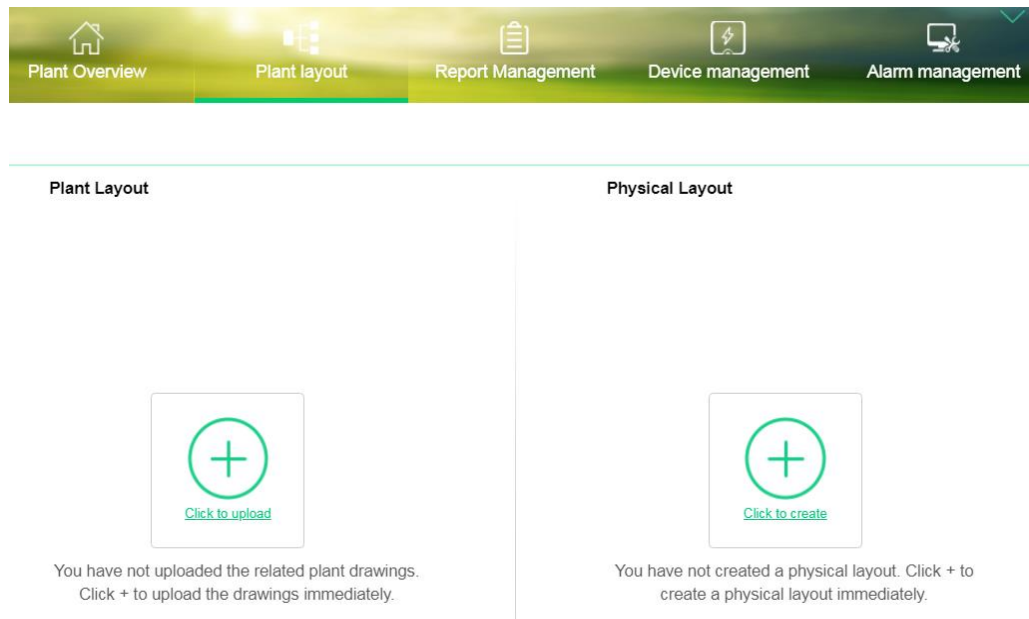 Plant Overview
Plant layout
Report Management
Device management
Alarm management
Plant Layout
Physical Layout
Click to upload
Click to create
You have not uploaded the related plant drawings.
Click + to upload the drawings immediately.
You have not created a physical layout. Click + to
create a physical layout immediately.